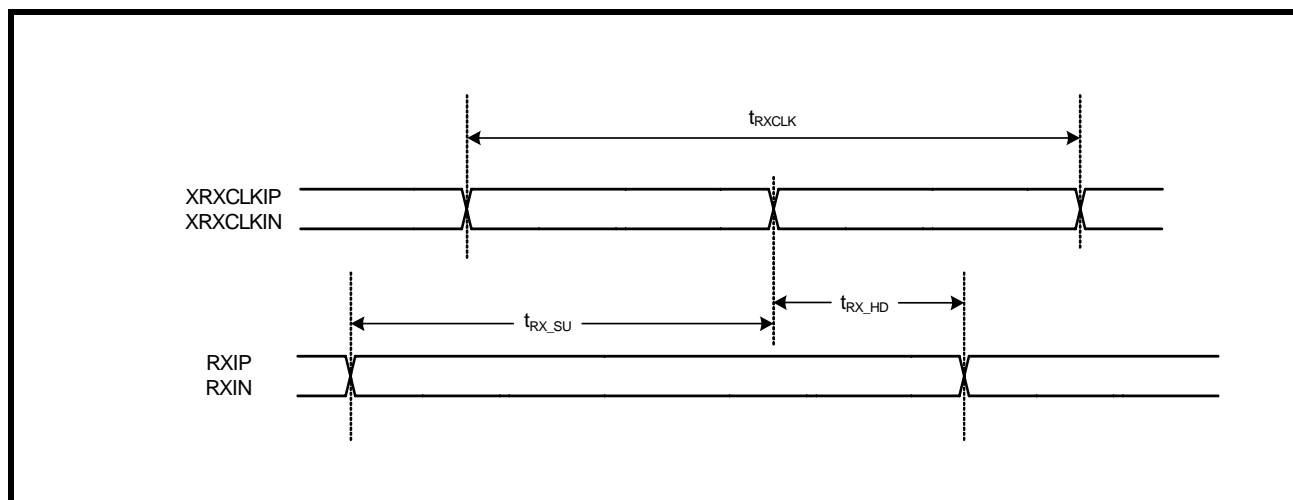 tRXCLK
XRXCLKIP
XRXCLKIN
tRX_HD
tRX_SU
RXIP
RXIN